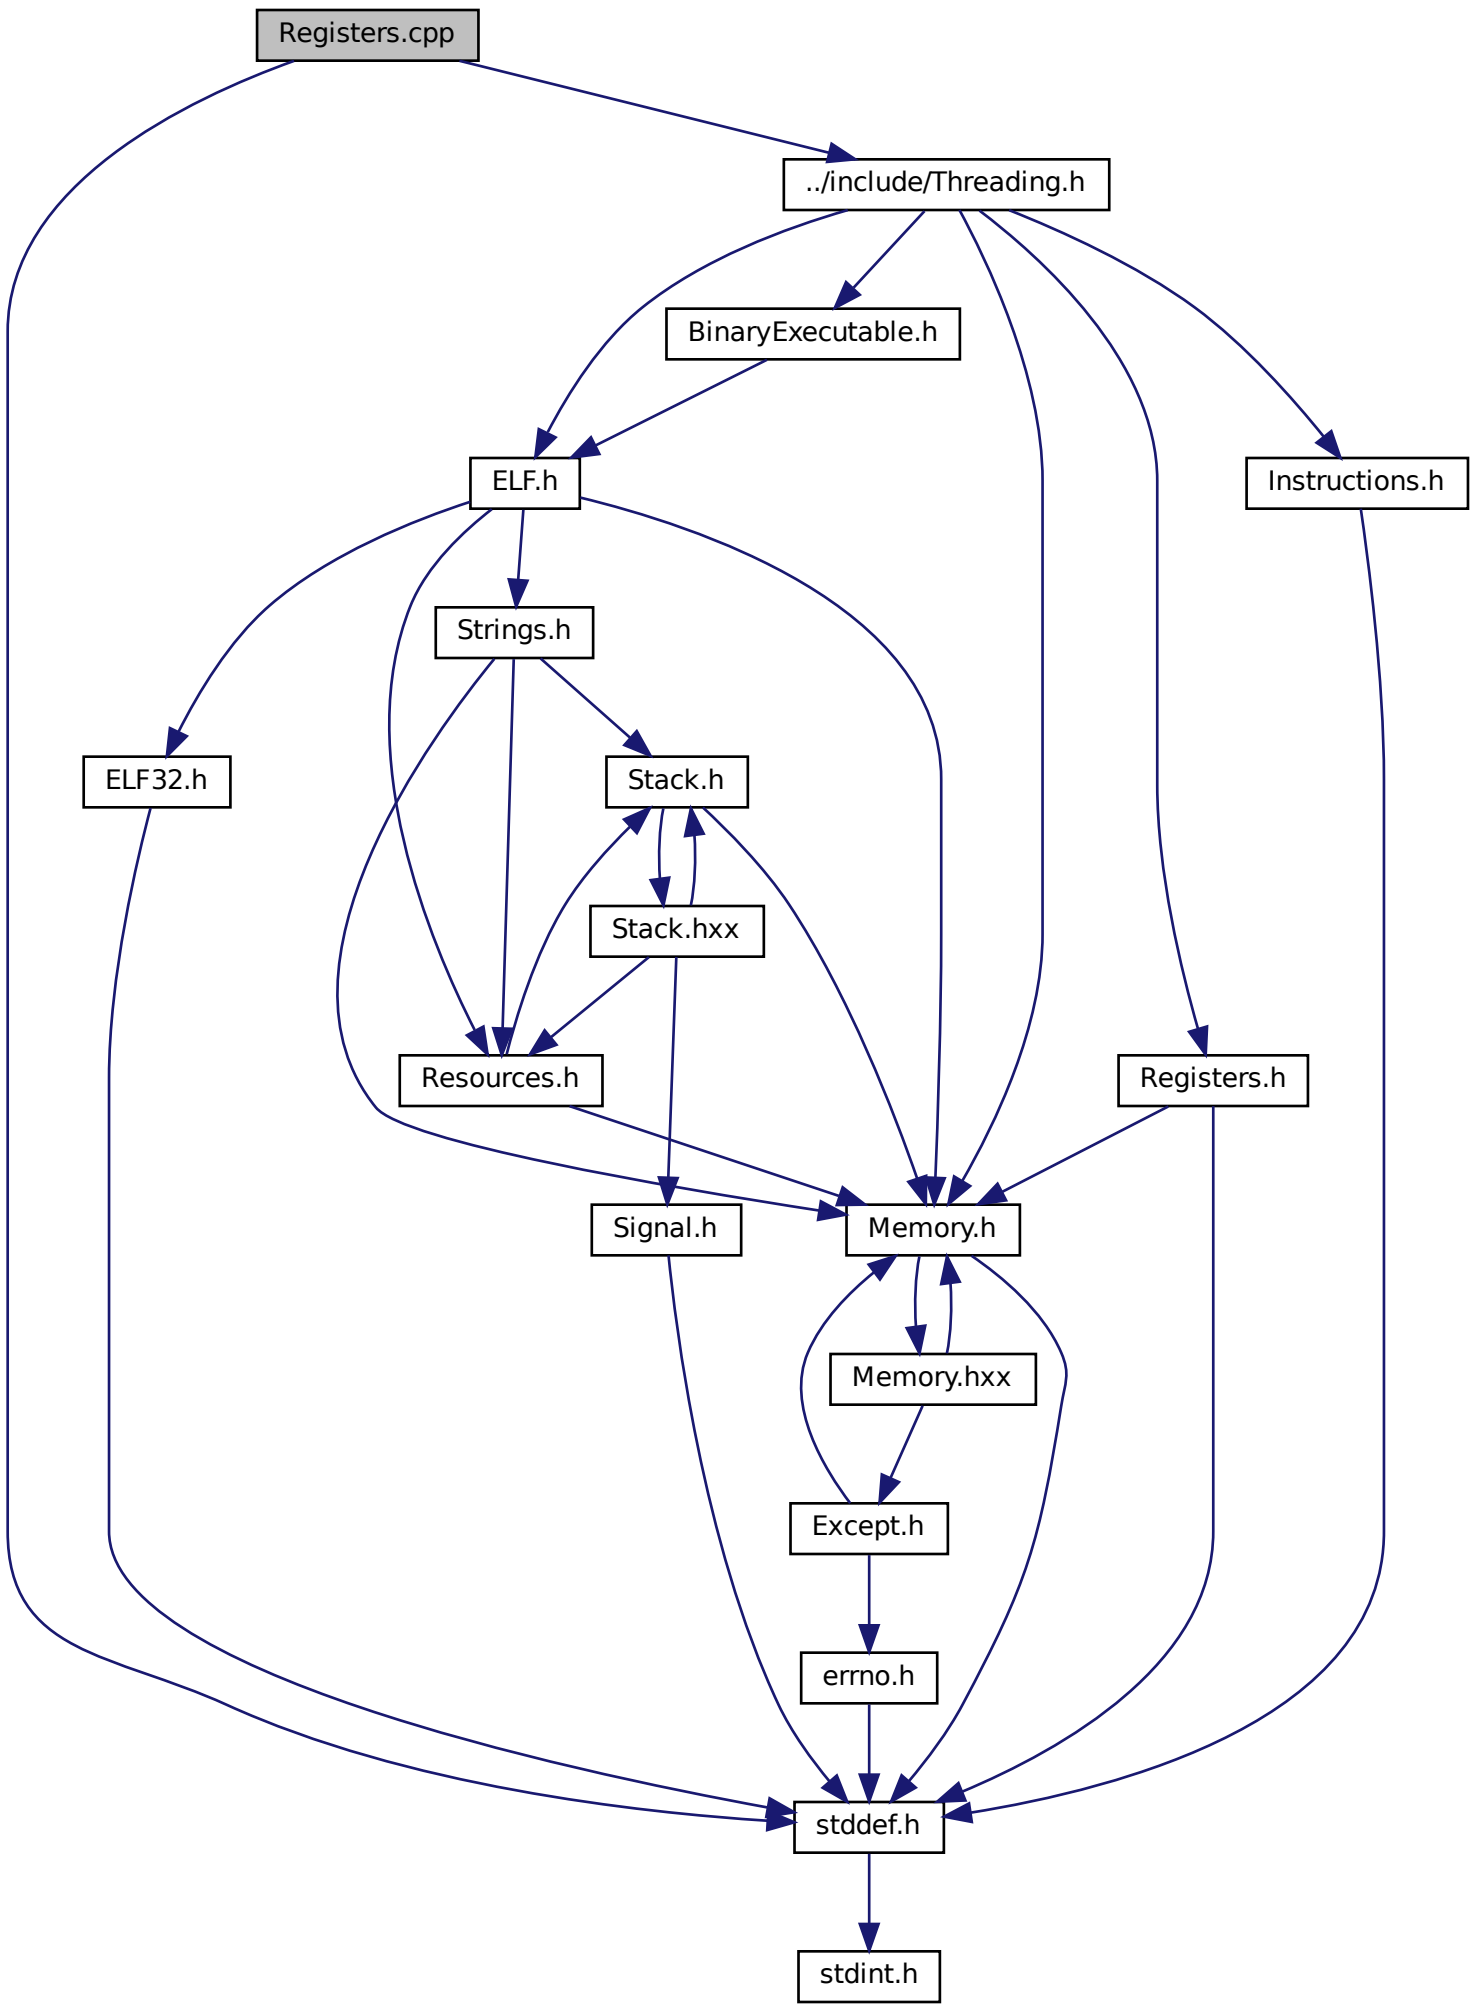 Registers.cpp
../include/Threading.h
BinaryExecutable.h
ELF.h
Instructions.h
Strings.h
ELF32.h
Stack.h
Stack.hxx
Resources.h
Registers.h
Signal.h
Memory.h
Memory.hxx
Except.h
errno.h
stddef.h
stdint.h